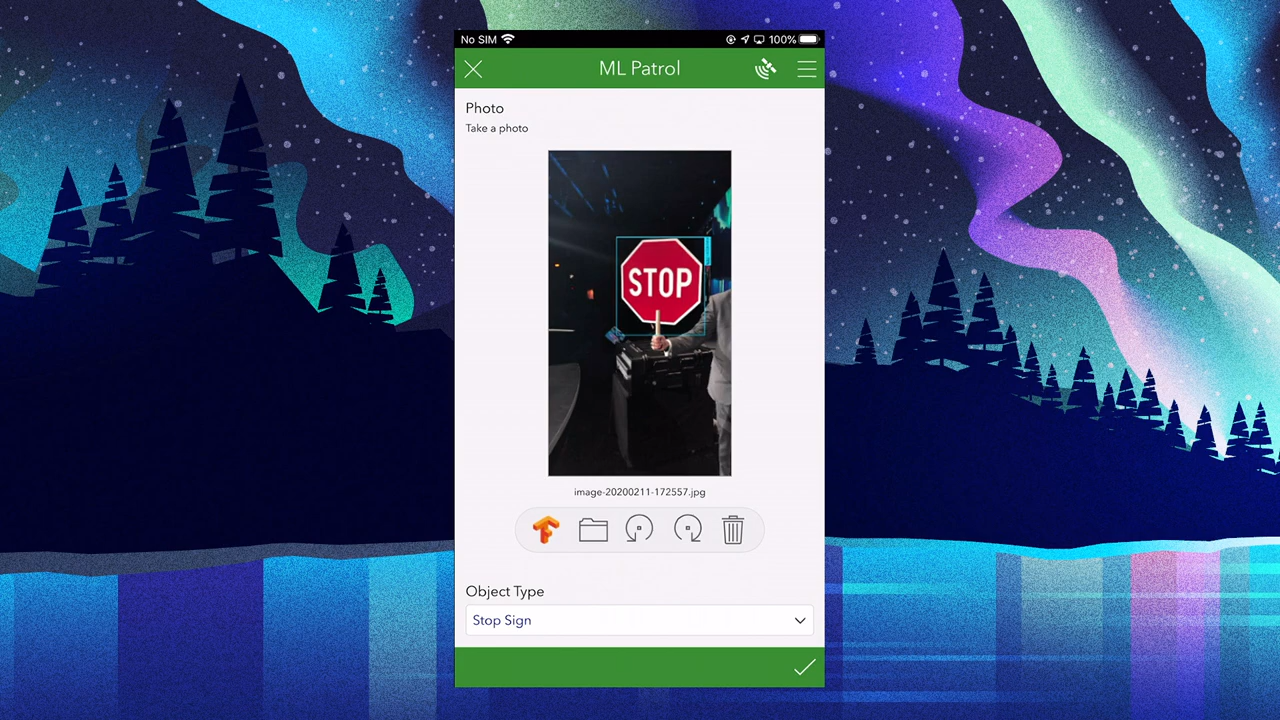 No SIM 100%
ML Patrol
Photo
Take a photo
STOP
image-20200211-172557.jpg
Object Type
Stop Sign